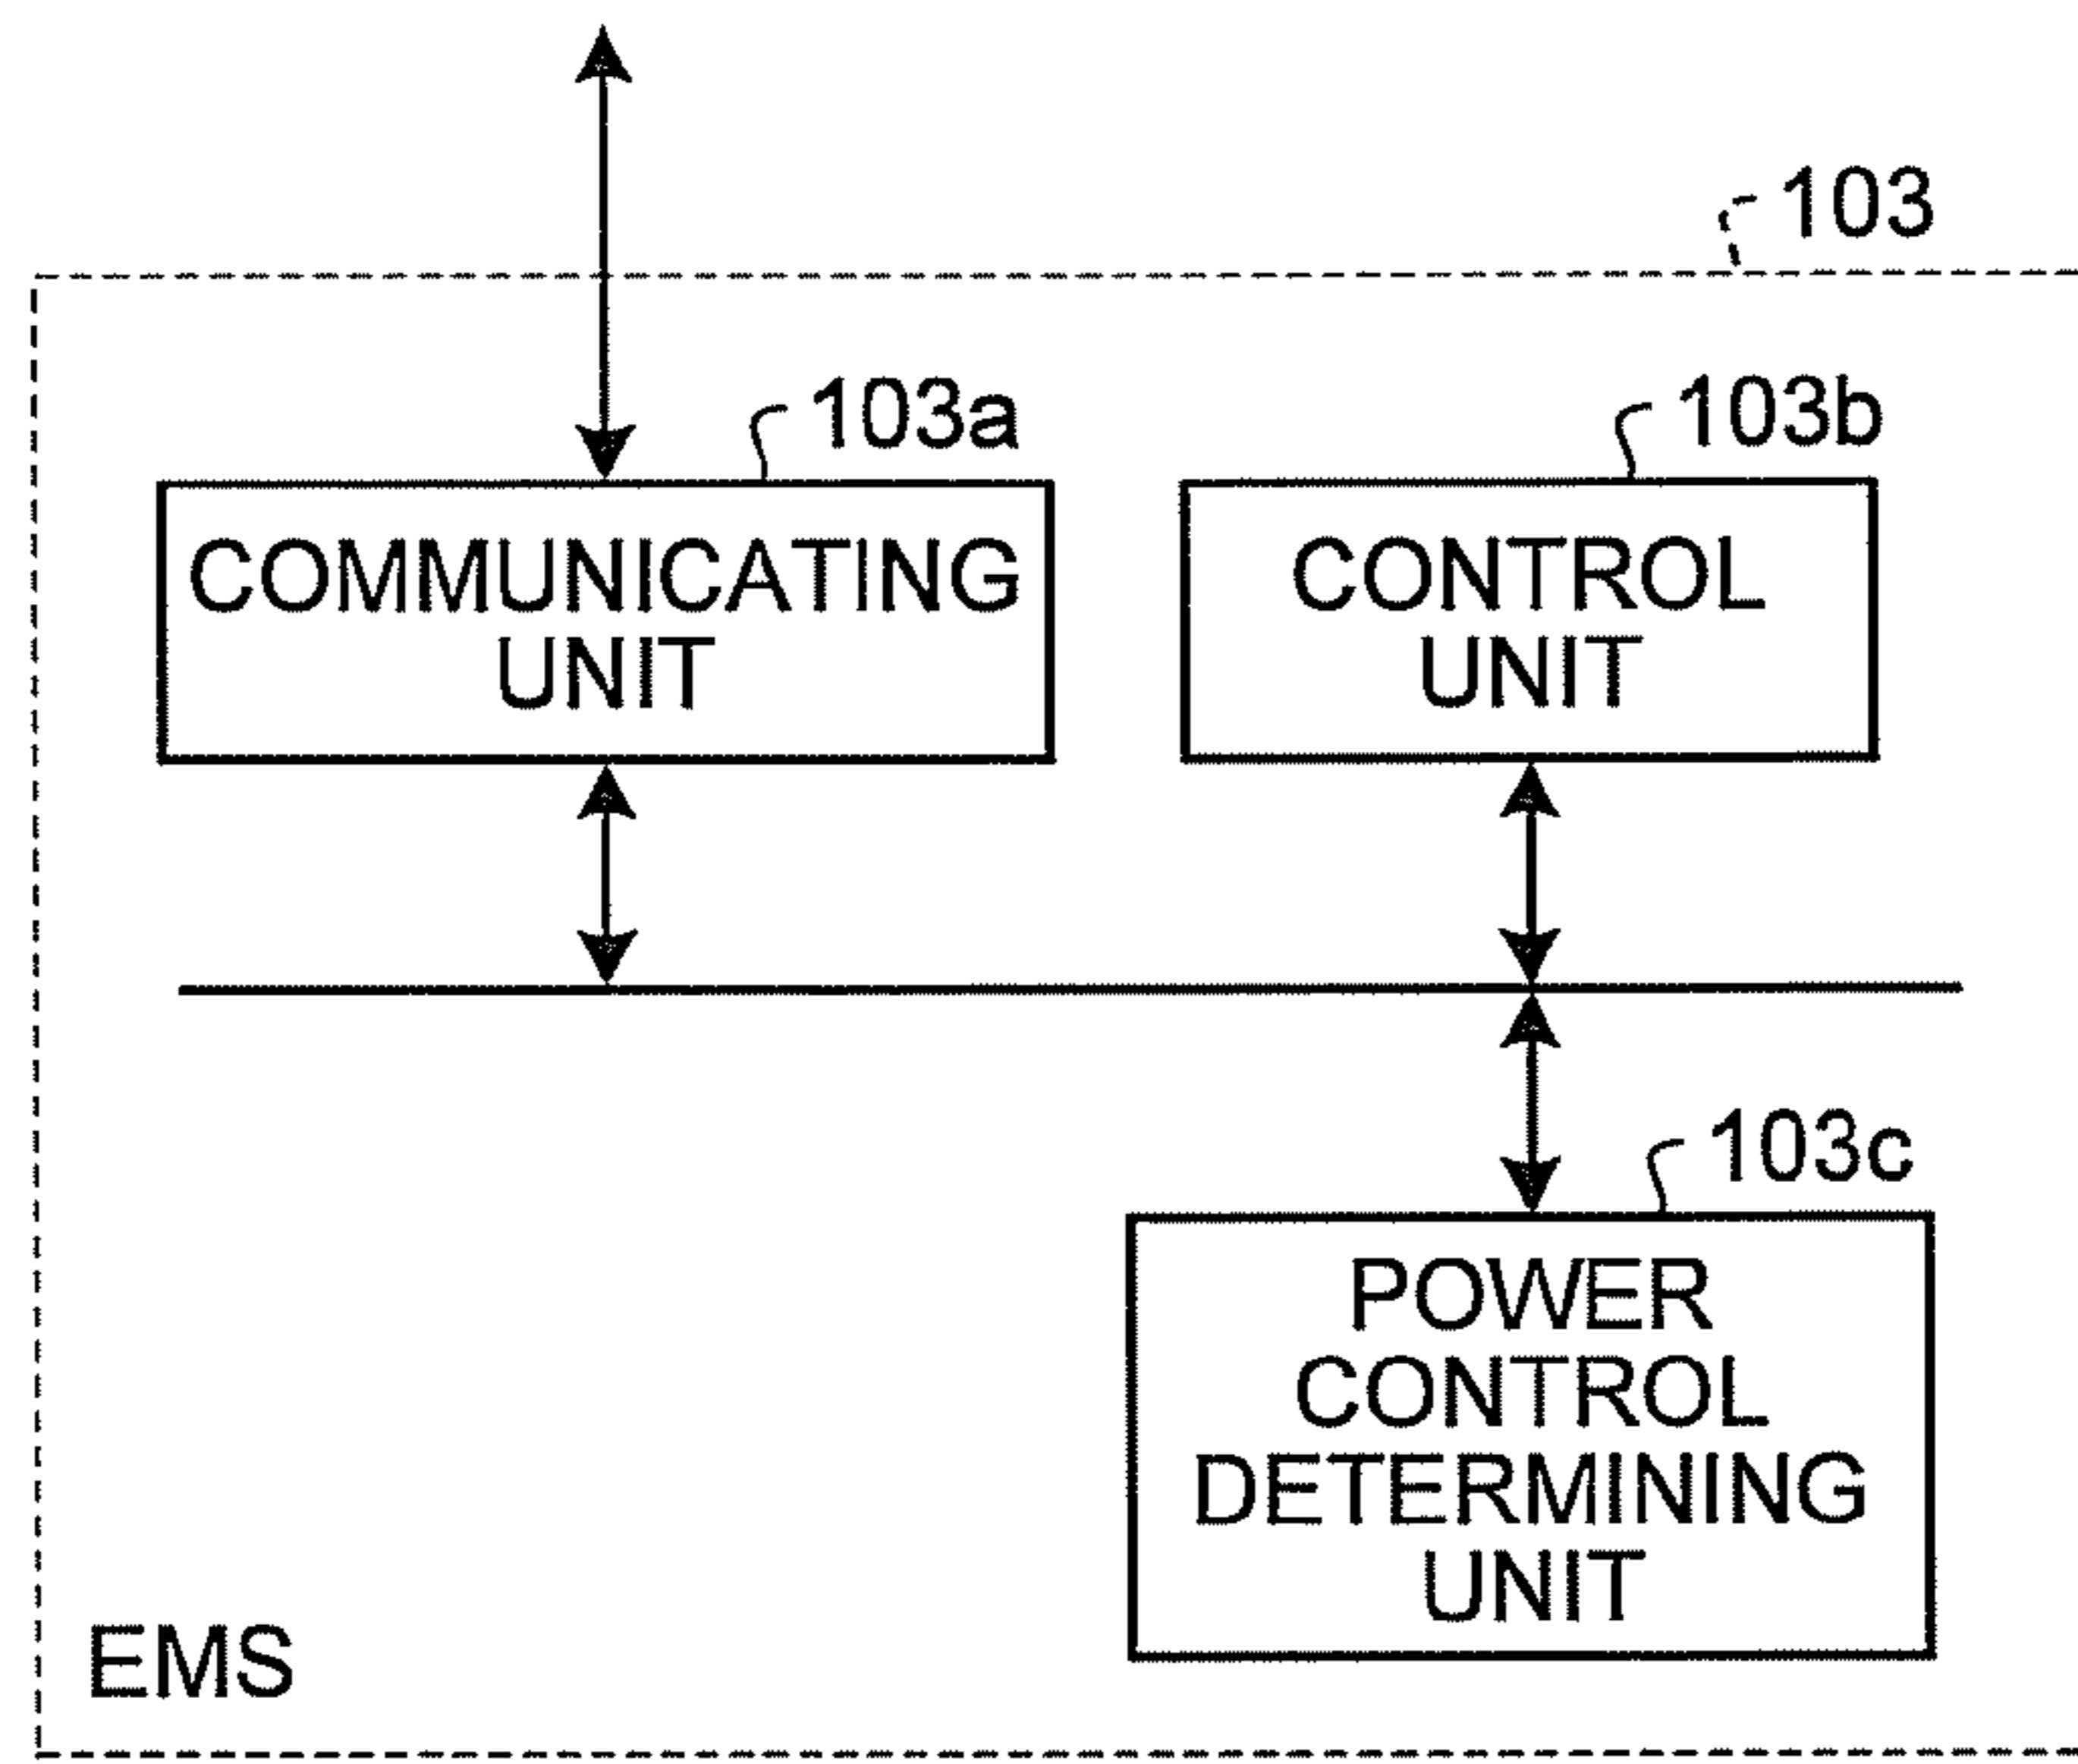 103
103a
103b
COMMUNICATING
UNIT
CONTROL
UNIT
103c
POWER
CONTROL
DETERMINING
UNIT
EMS